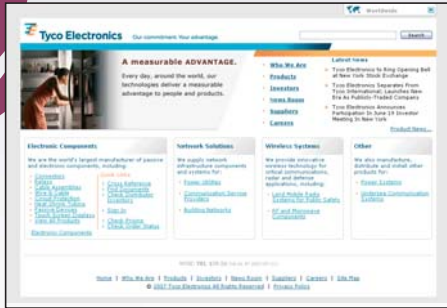 Worldwide
Tyco Electronics
Our commitment. Your advantage.
Search
A measurable ADVANTAGE.
Every day, around the world, our
technologies deliver a measurable
advantage to people and products.
Who We Are
Products
Investors
News Room
Suppliers
Careers
Latest News
Tyco Electronics to Ring Opening Bell
at New York Stock Exchange
Tyco Electronics Separates From
Tyco International; Launches New
Era As Publicly-Traded Company
Tyco Electronics Announces
Participation In June 19 Investor
Meeting In New York
Product News...
Electronic Components
We are the world's largest manufacturer of passive
and electronic components, including:
Connectors
Relays
Cable Assemblies
Wire & Cable
Circuit Protection
Heat Shrink Tubing
Passive Devices
Touch Screen Displays
View All Products
Electronic Components
Quick Links
Cross Reference
Find Documents
Check Distributor
Inventory
Sign In
Check Pricing
Check Order Status
Network Solutions
We supply network
infrastructure components
and systems for:
Power Utilities
Communication Service
Providers
Building Networks
Wireless Systems
We provide innovative
wireless technology for
critical communications,
radar and defense
applications, including:
Land Mobile Radio
Systems for Public Safety
RF and Microwave
Components
Other
We also manufacture,
distribute and install other
products for:
Power Systems
Undersea Communication
Systems
NYSE: TEL
Home | Who We Are | Products | Investors | News Room | Suppliers | Careers | Site Map
© 2007 Tyco Electronics All Rights Reserved | Privacy Policy